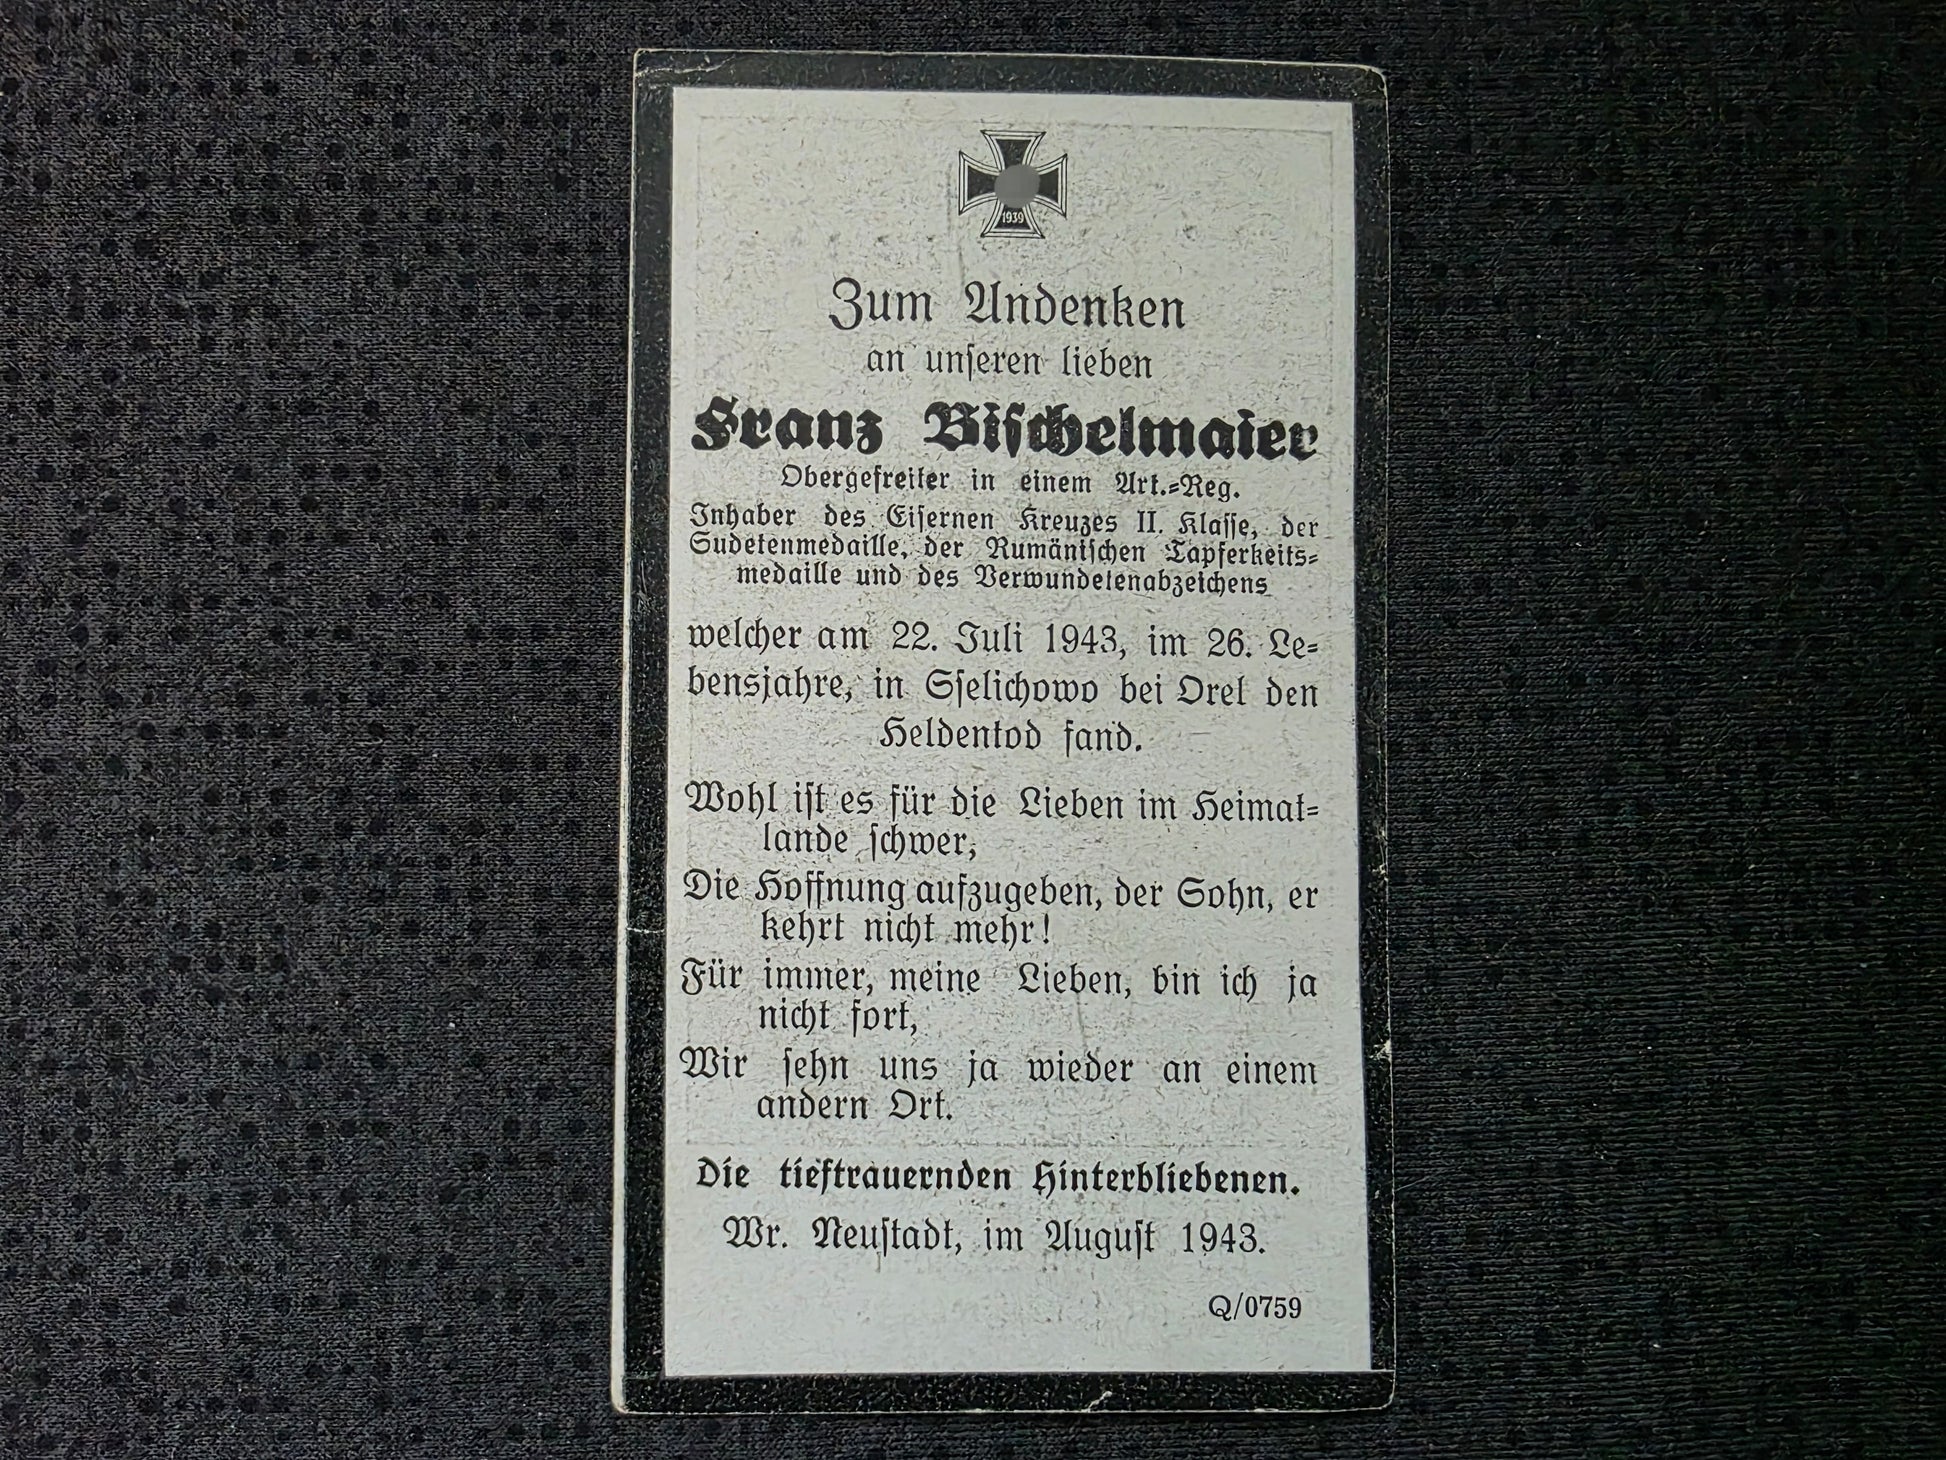 1939
Zum Andenken
an unseren lieben
Franz Bischelmaier
Obergefreiter in einem Art.=Reg.
Inhaber des Eisernen Kreuzes II. Klasse, der
Sudetenmedaille, der Rumänischen Tapferkeits=
medaille und des Verwundetenabzeichens
welcher am 22. Juli 1943, im 26. Le=
bensjahre, in Sselichowo bei Orel den
Heldentod fand.
Wohl ist es für die Lieben im Heimat=
lande schwer,
Die Hoffnung aufzugeben, der Sohn, er
kehrt nicht mehr!
Für immer, meine Lieben, bin ich ja
nicht fort,
Wir sehn uns ja wieder an einem
andern Ort.
Die tieftrauernden Hinterbliebenen.
Wr. Neustadt, im August 1943.
Q/0759